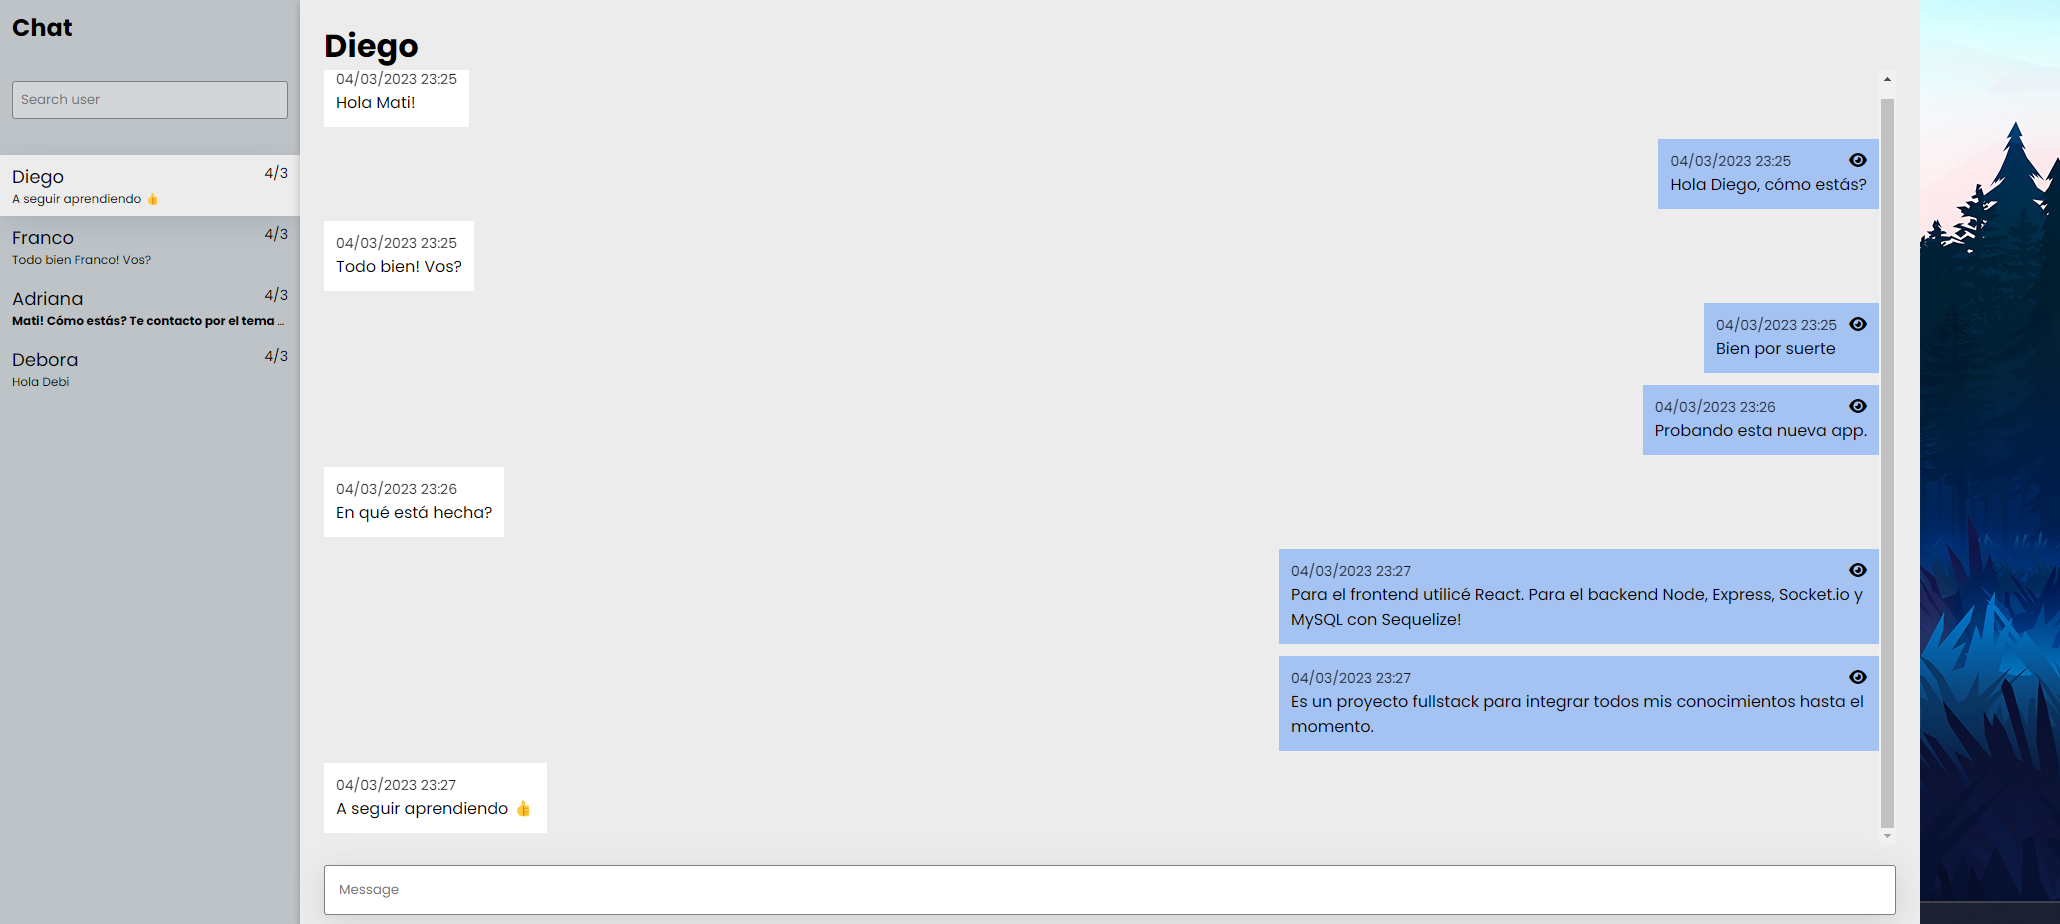 Chat
Search user
Diego
4/3
A seguir aprendiendo 👍
Franco
4/3
Todo bien Franco! Vos?
Adriana
4/3
Mati! Cómo estás? Te contacto por el tema ...
Debora
4/3
Hola Debi
Diego
04/03/2023 23:25
Hola Mati!
04/03/2023 23:25
Hola Diego, cómo estás?
04/03/2023 23:25
Todo bien! Vos?
04/03/2023 23:25
Bien por suerte
04/03/2023 23:26
Probando esta nueva app.
04/03/2023 23:26
En qué está hecha?
04/03/2023 23:27
Para el frontend utilicé React. Para el backend Node, Express, Socket.io y
MySQL con Sequelize!
04/03/2023 23:27
Es un proyecto fullstack para integrar todos mis conocimientos hasta el
momento.
04/03/2023 23:27
A seguir aprendiendo 👍
Message